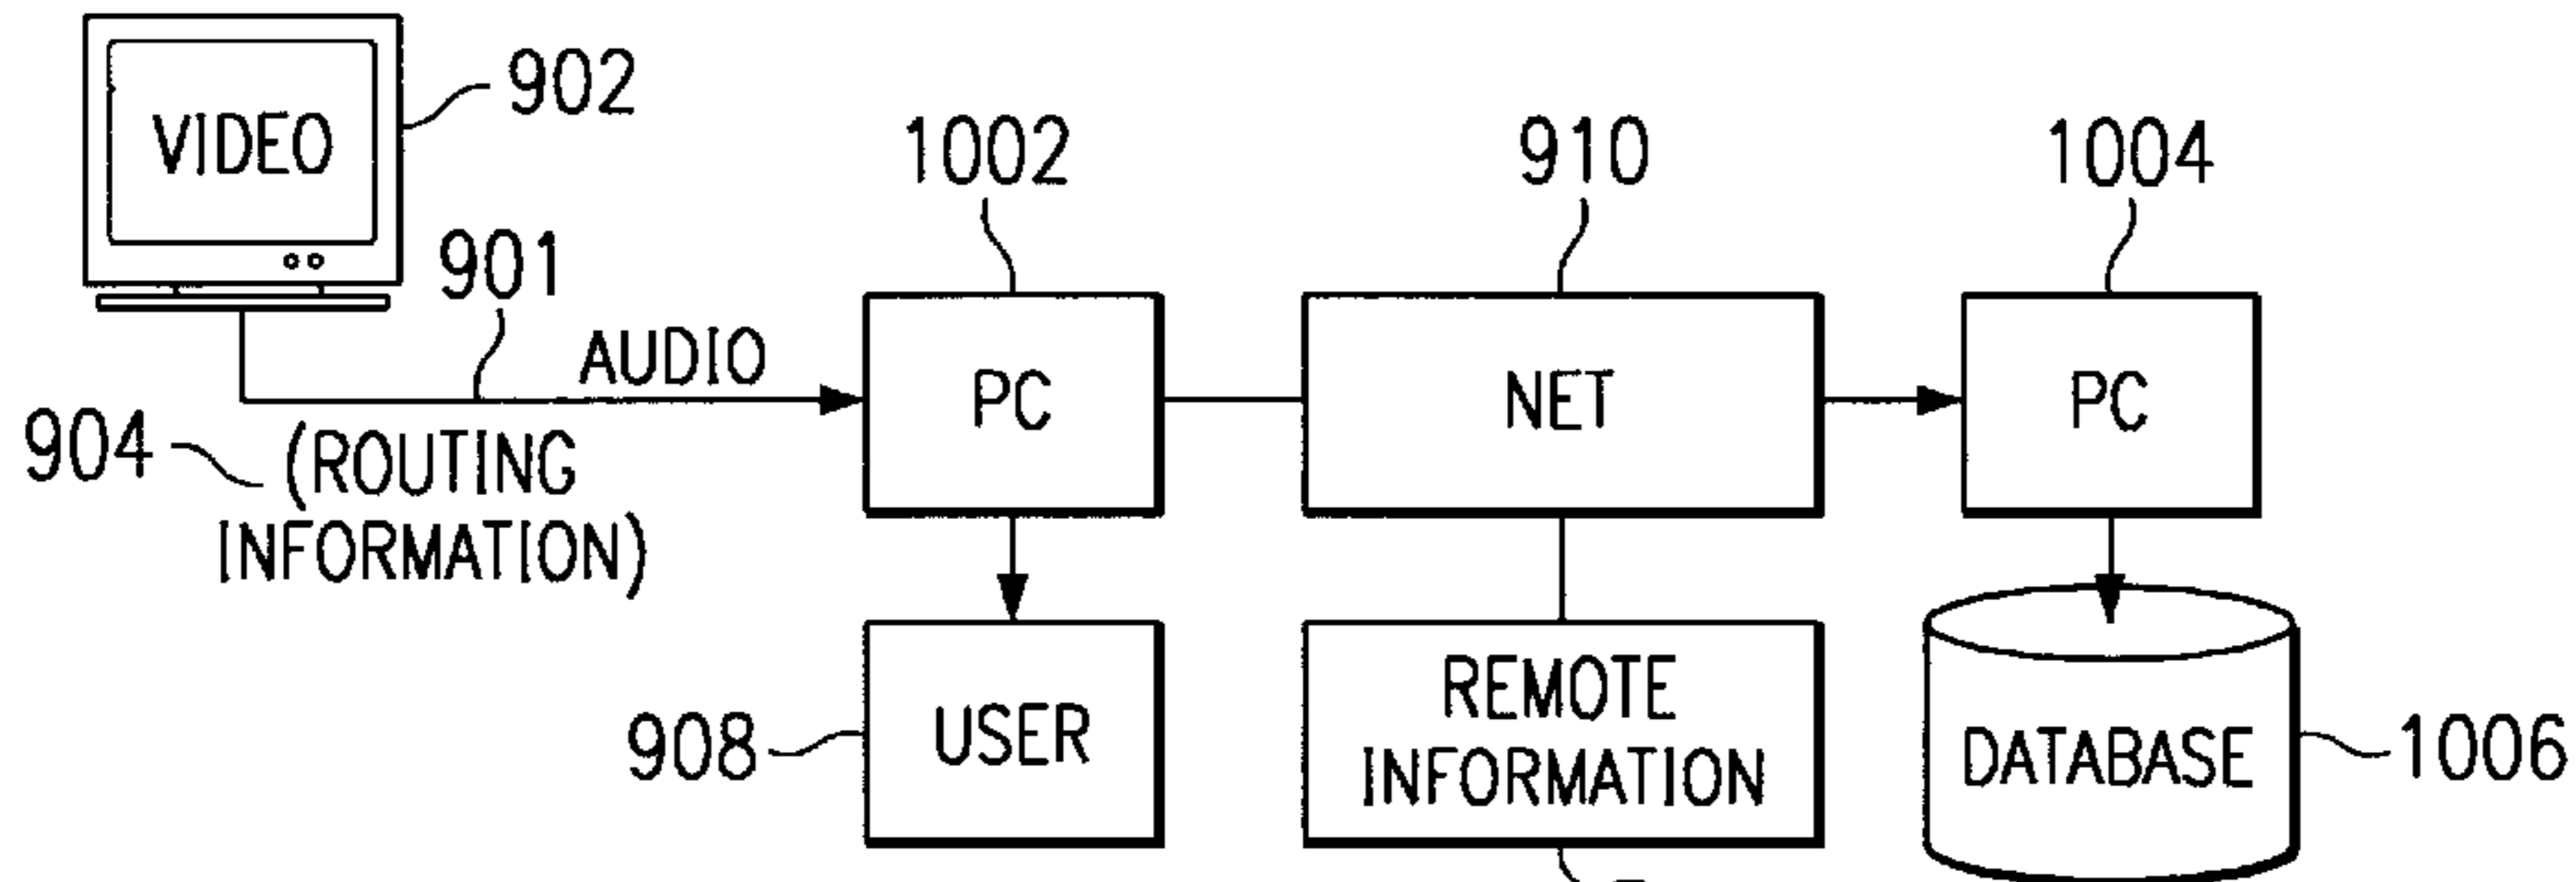 902
VIDEO
1002
910
1004
901
AUDIO
PC
NET
PC
904
(ROUTING
INFORMATION)
908
USER
REMOTE
INFORMATION
DATABASE
1006